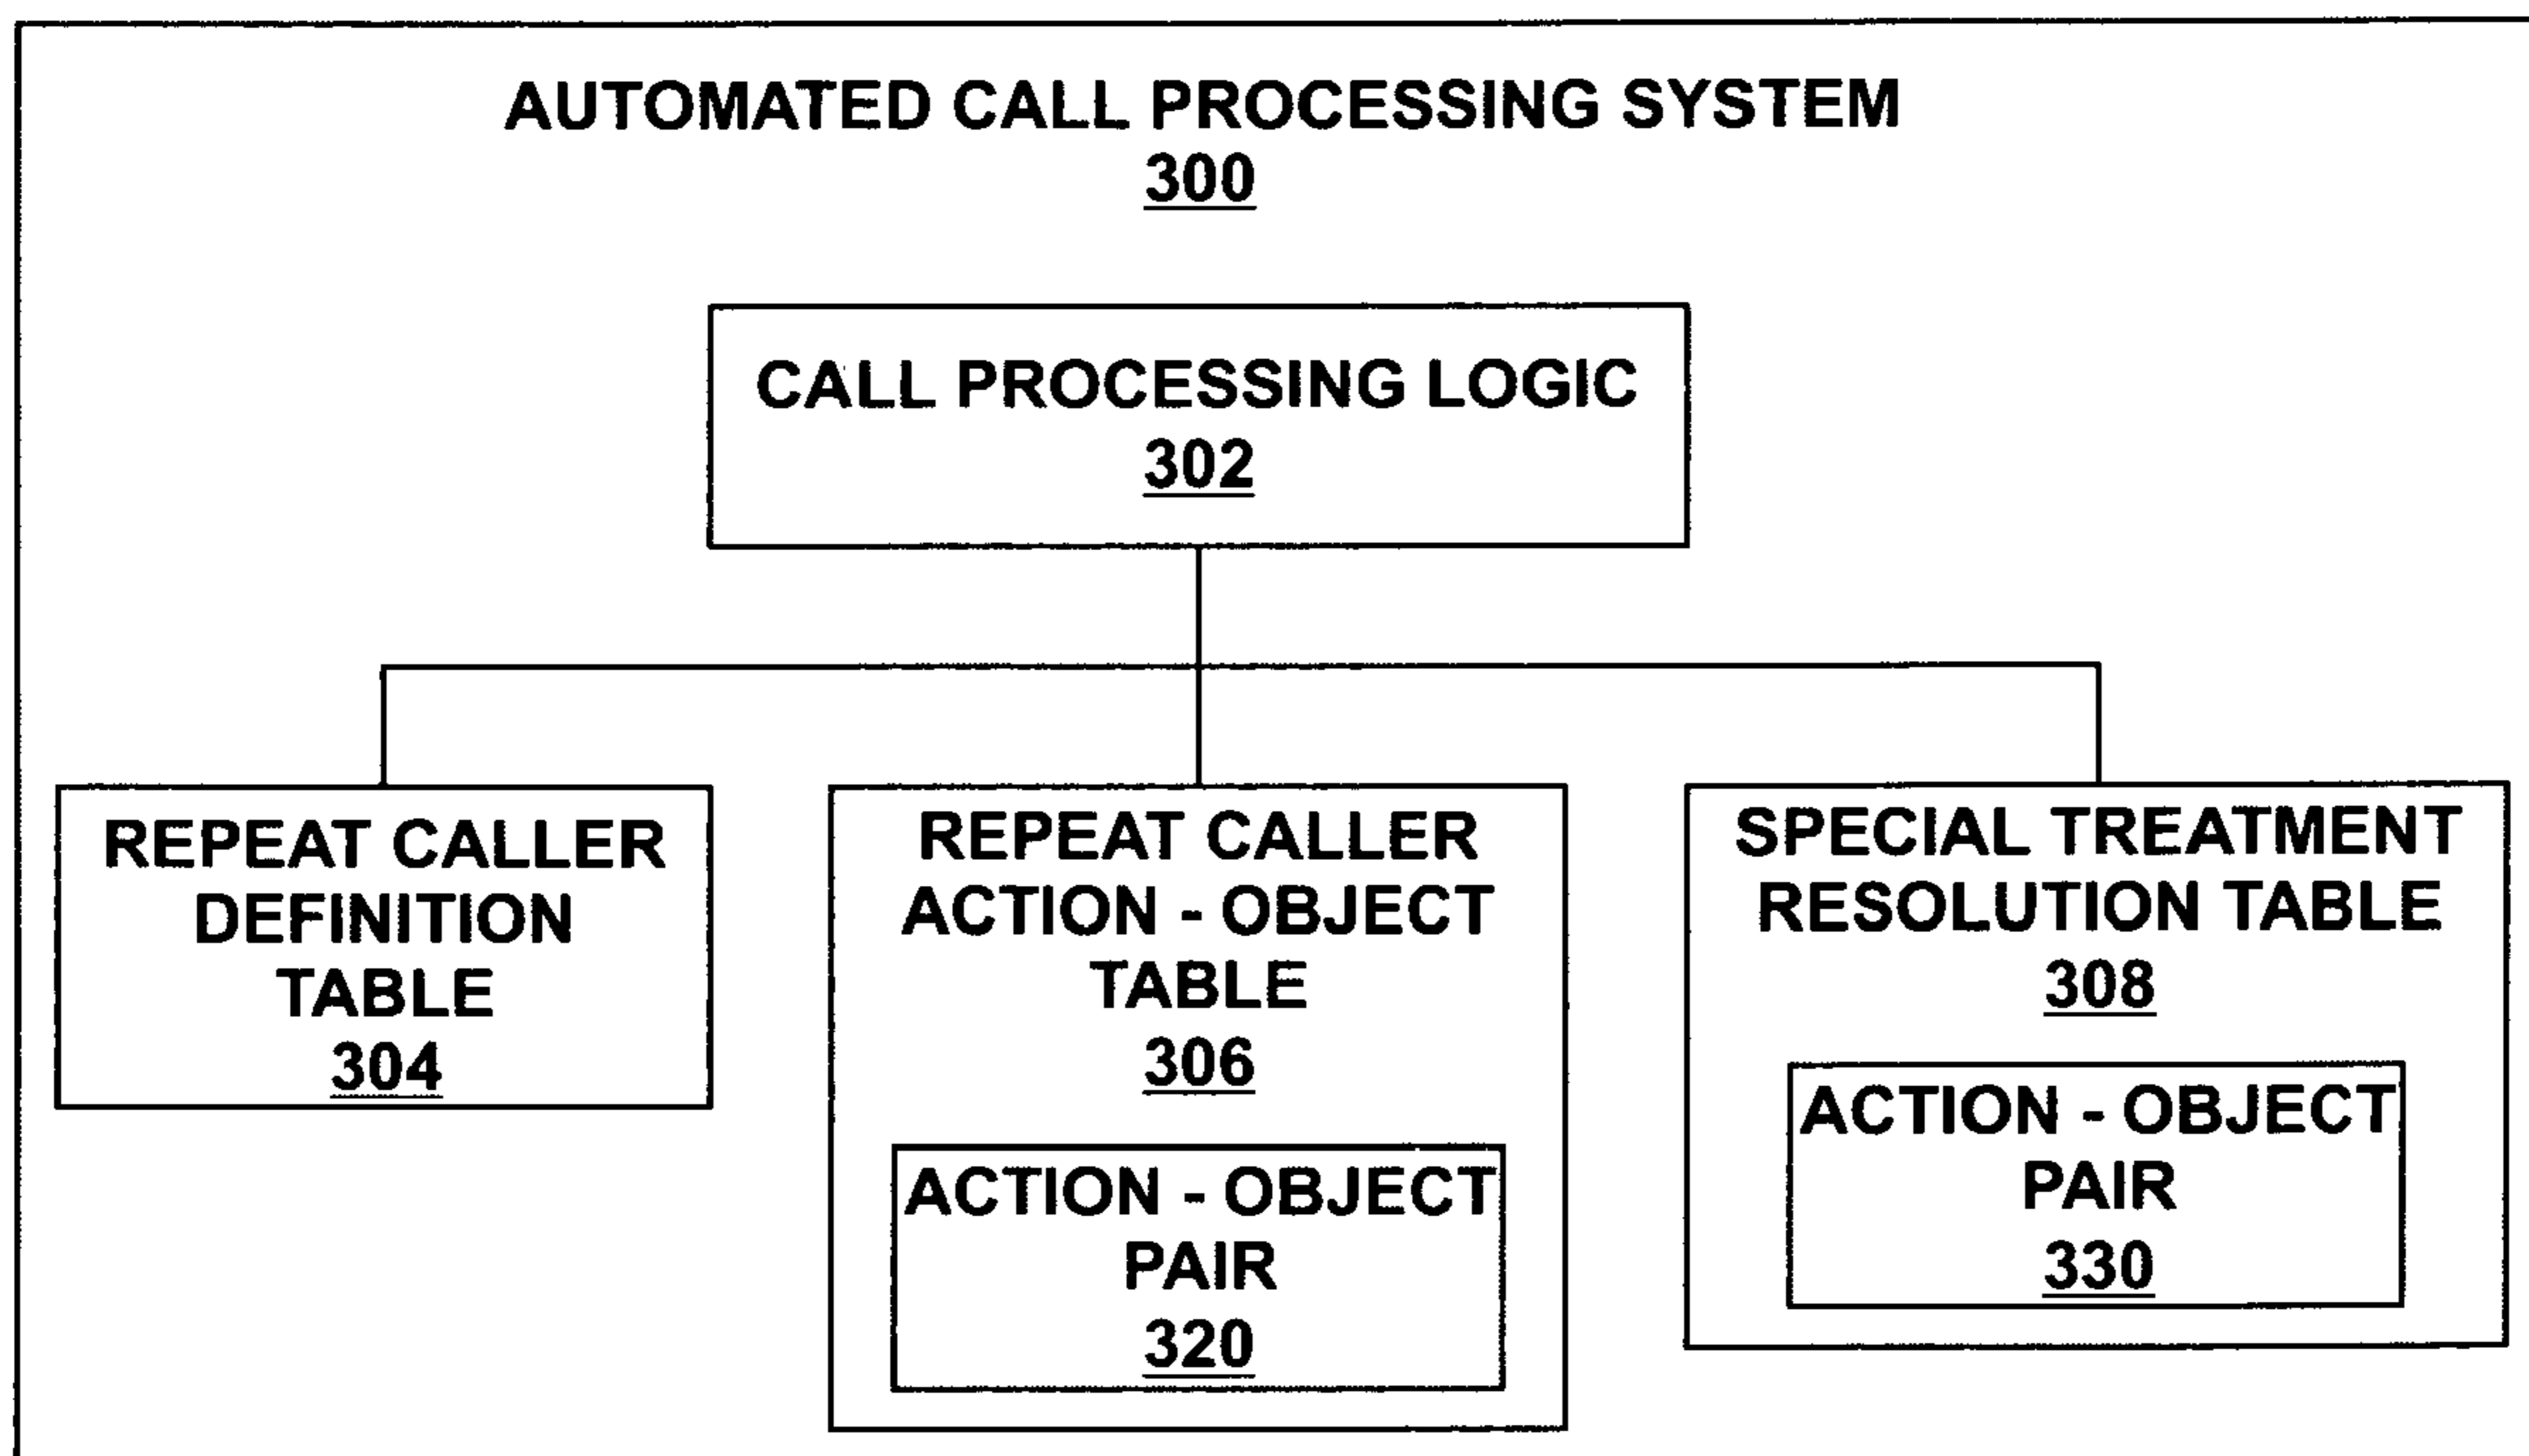 AUTOMATED CALL PROCESSING SYSTEM
300
CALL PROCESSING LOGIC
302
REPEAT CALLER
DEFINITION
TABLE
304
REPEAT CALLER
ACTION - OBJECT
TABLE
306
ACTION - OBJECT
PAIR
320
SPECIAL TREATMENT
RESOLUTION TABLE
308
ACTION - OBJECT
PAIR
330